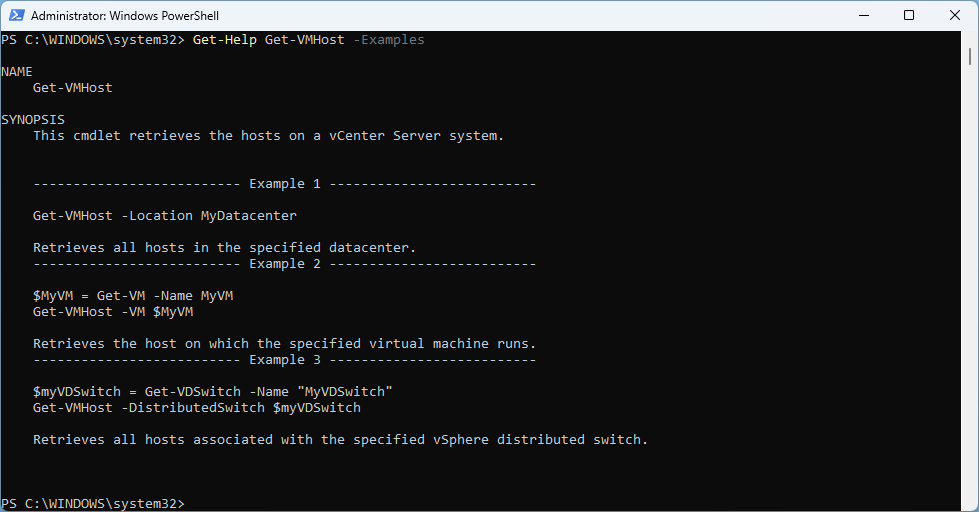 Administrator: Windows PowerShell
PS C:\WINDOWS\system32> Get-Help Get-VMHost -Examples
NAME
    Get-VMHost
SYNOPSIS
    This cmdlet retrieves the hosts on a vCenter Server system.
    -------------------------- Example 1 --------------------------
    Get-VMHost -Location MyDatacenter
    Retrieves all hosts in the specified datacenter.
    -------------------------- Example 2 --------------------------
    $MyVM = Get-VM -Name MyVM
    Get-VMHost -VM $MyVM
    Retrieves the host on which the specified virtual machine runs.
    -------------------------- Example 3 --------------------------
    $myVDSwitch = Get-VDSwitch -Name "MyVDSwitch"
    Get-VMHost -DistributedSwitch $myVDSwitch
    Retrieves all hosts associated with the specified vSphere distributed switch.
PS C:\WINDOWS\system32>